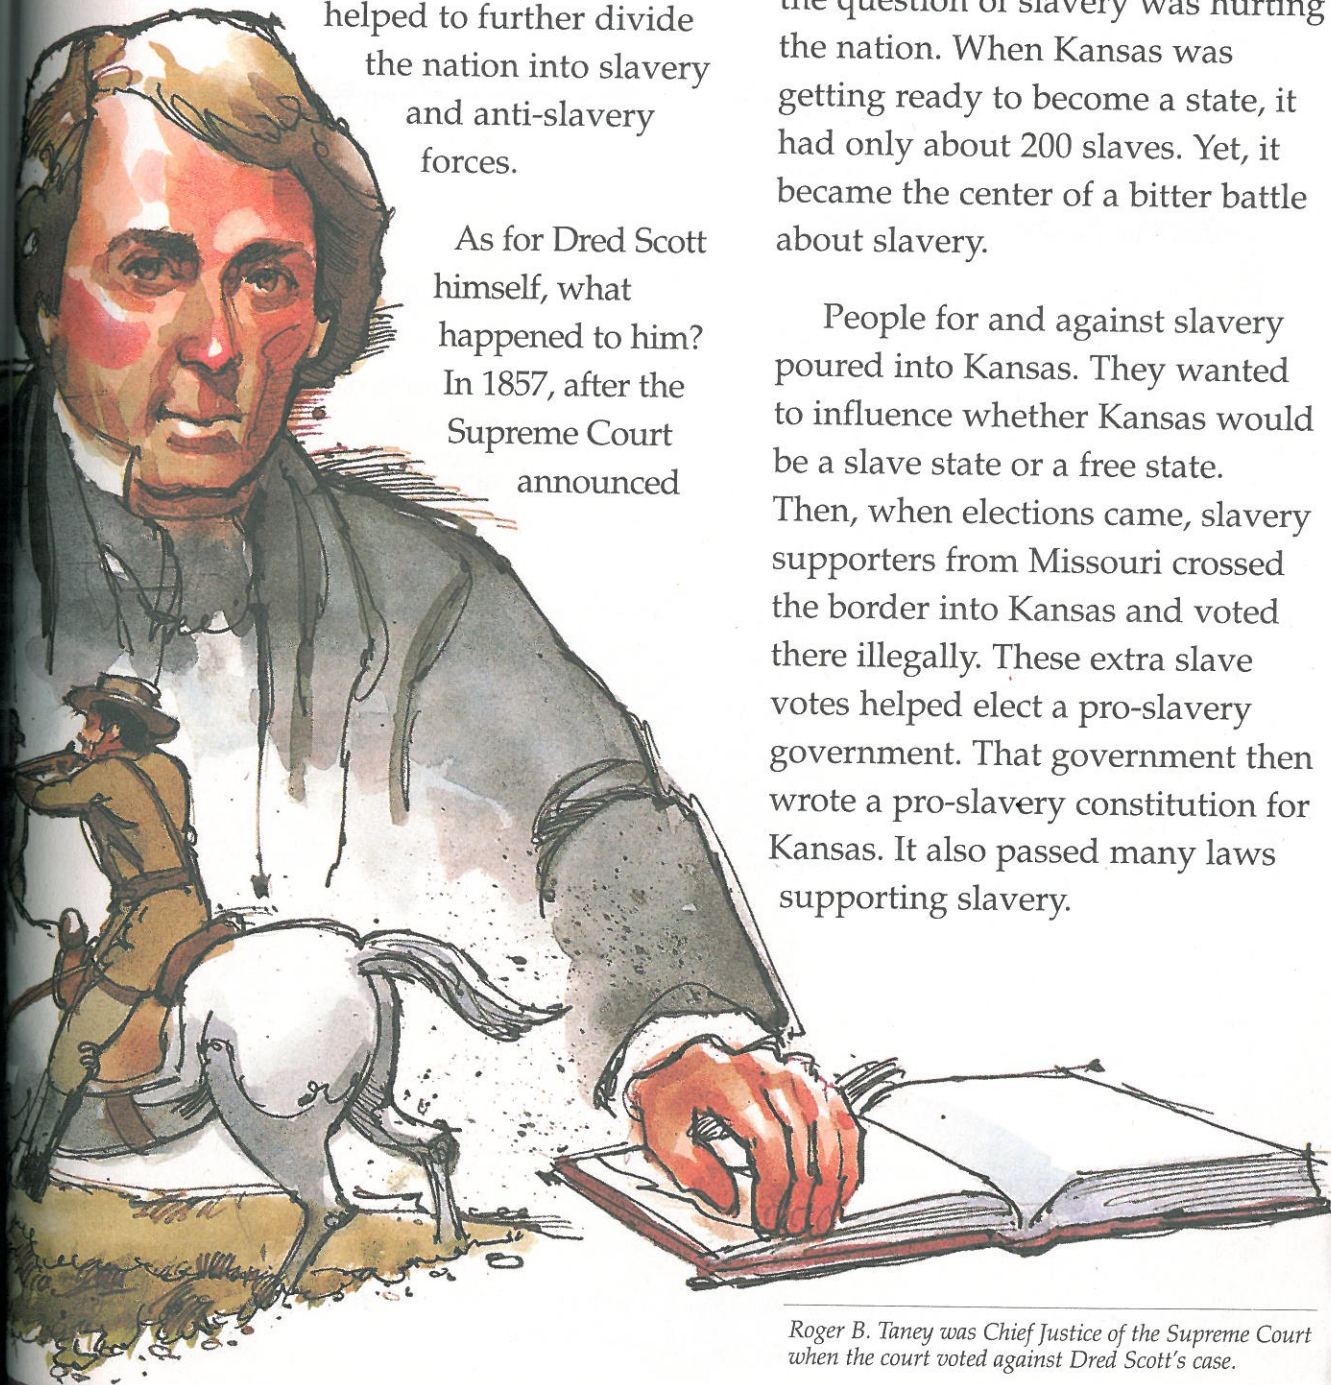 helped to further divide
the nation into slavery
and anti-slavery
forces.
As for Dred Scott
himself, what
happened to him?
In 1857, after the
Supreme Court
announced
the question of slavery was hurting
the nation. When Kansas was
getting ready to become a state, it
had only about 200 slaves. Yet, it
became the center of a bitter battle
about slavery.
People for and against slavery
poured into Kansas. They wanted
to influence whether Kansas would
be a slave state or a free state.
Then, when elections came, slavery
supporters from Missouri crossed
the border into Kansas and voted
there illegally. These extra slave
votes helped elect a pro-slavery
government. That government then
wrote a pro-slavery constitution for
Kansas. It also passed many laws
supporting slavery.
Roger B. Taney was Chief Justice of the Supreme Court
when the court voted against Dred Scott's case.